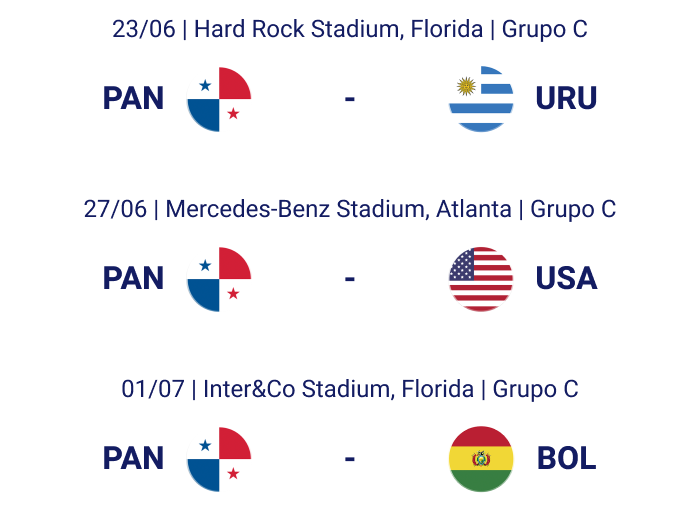 23/06 | Hard Rock Stadium, Florida | Grupo C
PAN - URU
27/06 | Mercedes-Benz Stadium, Atlanta | Grupo C
PAN - USA
01/07 | Inter&Co Stadium, Florida | Grupo C
PAN - BOL